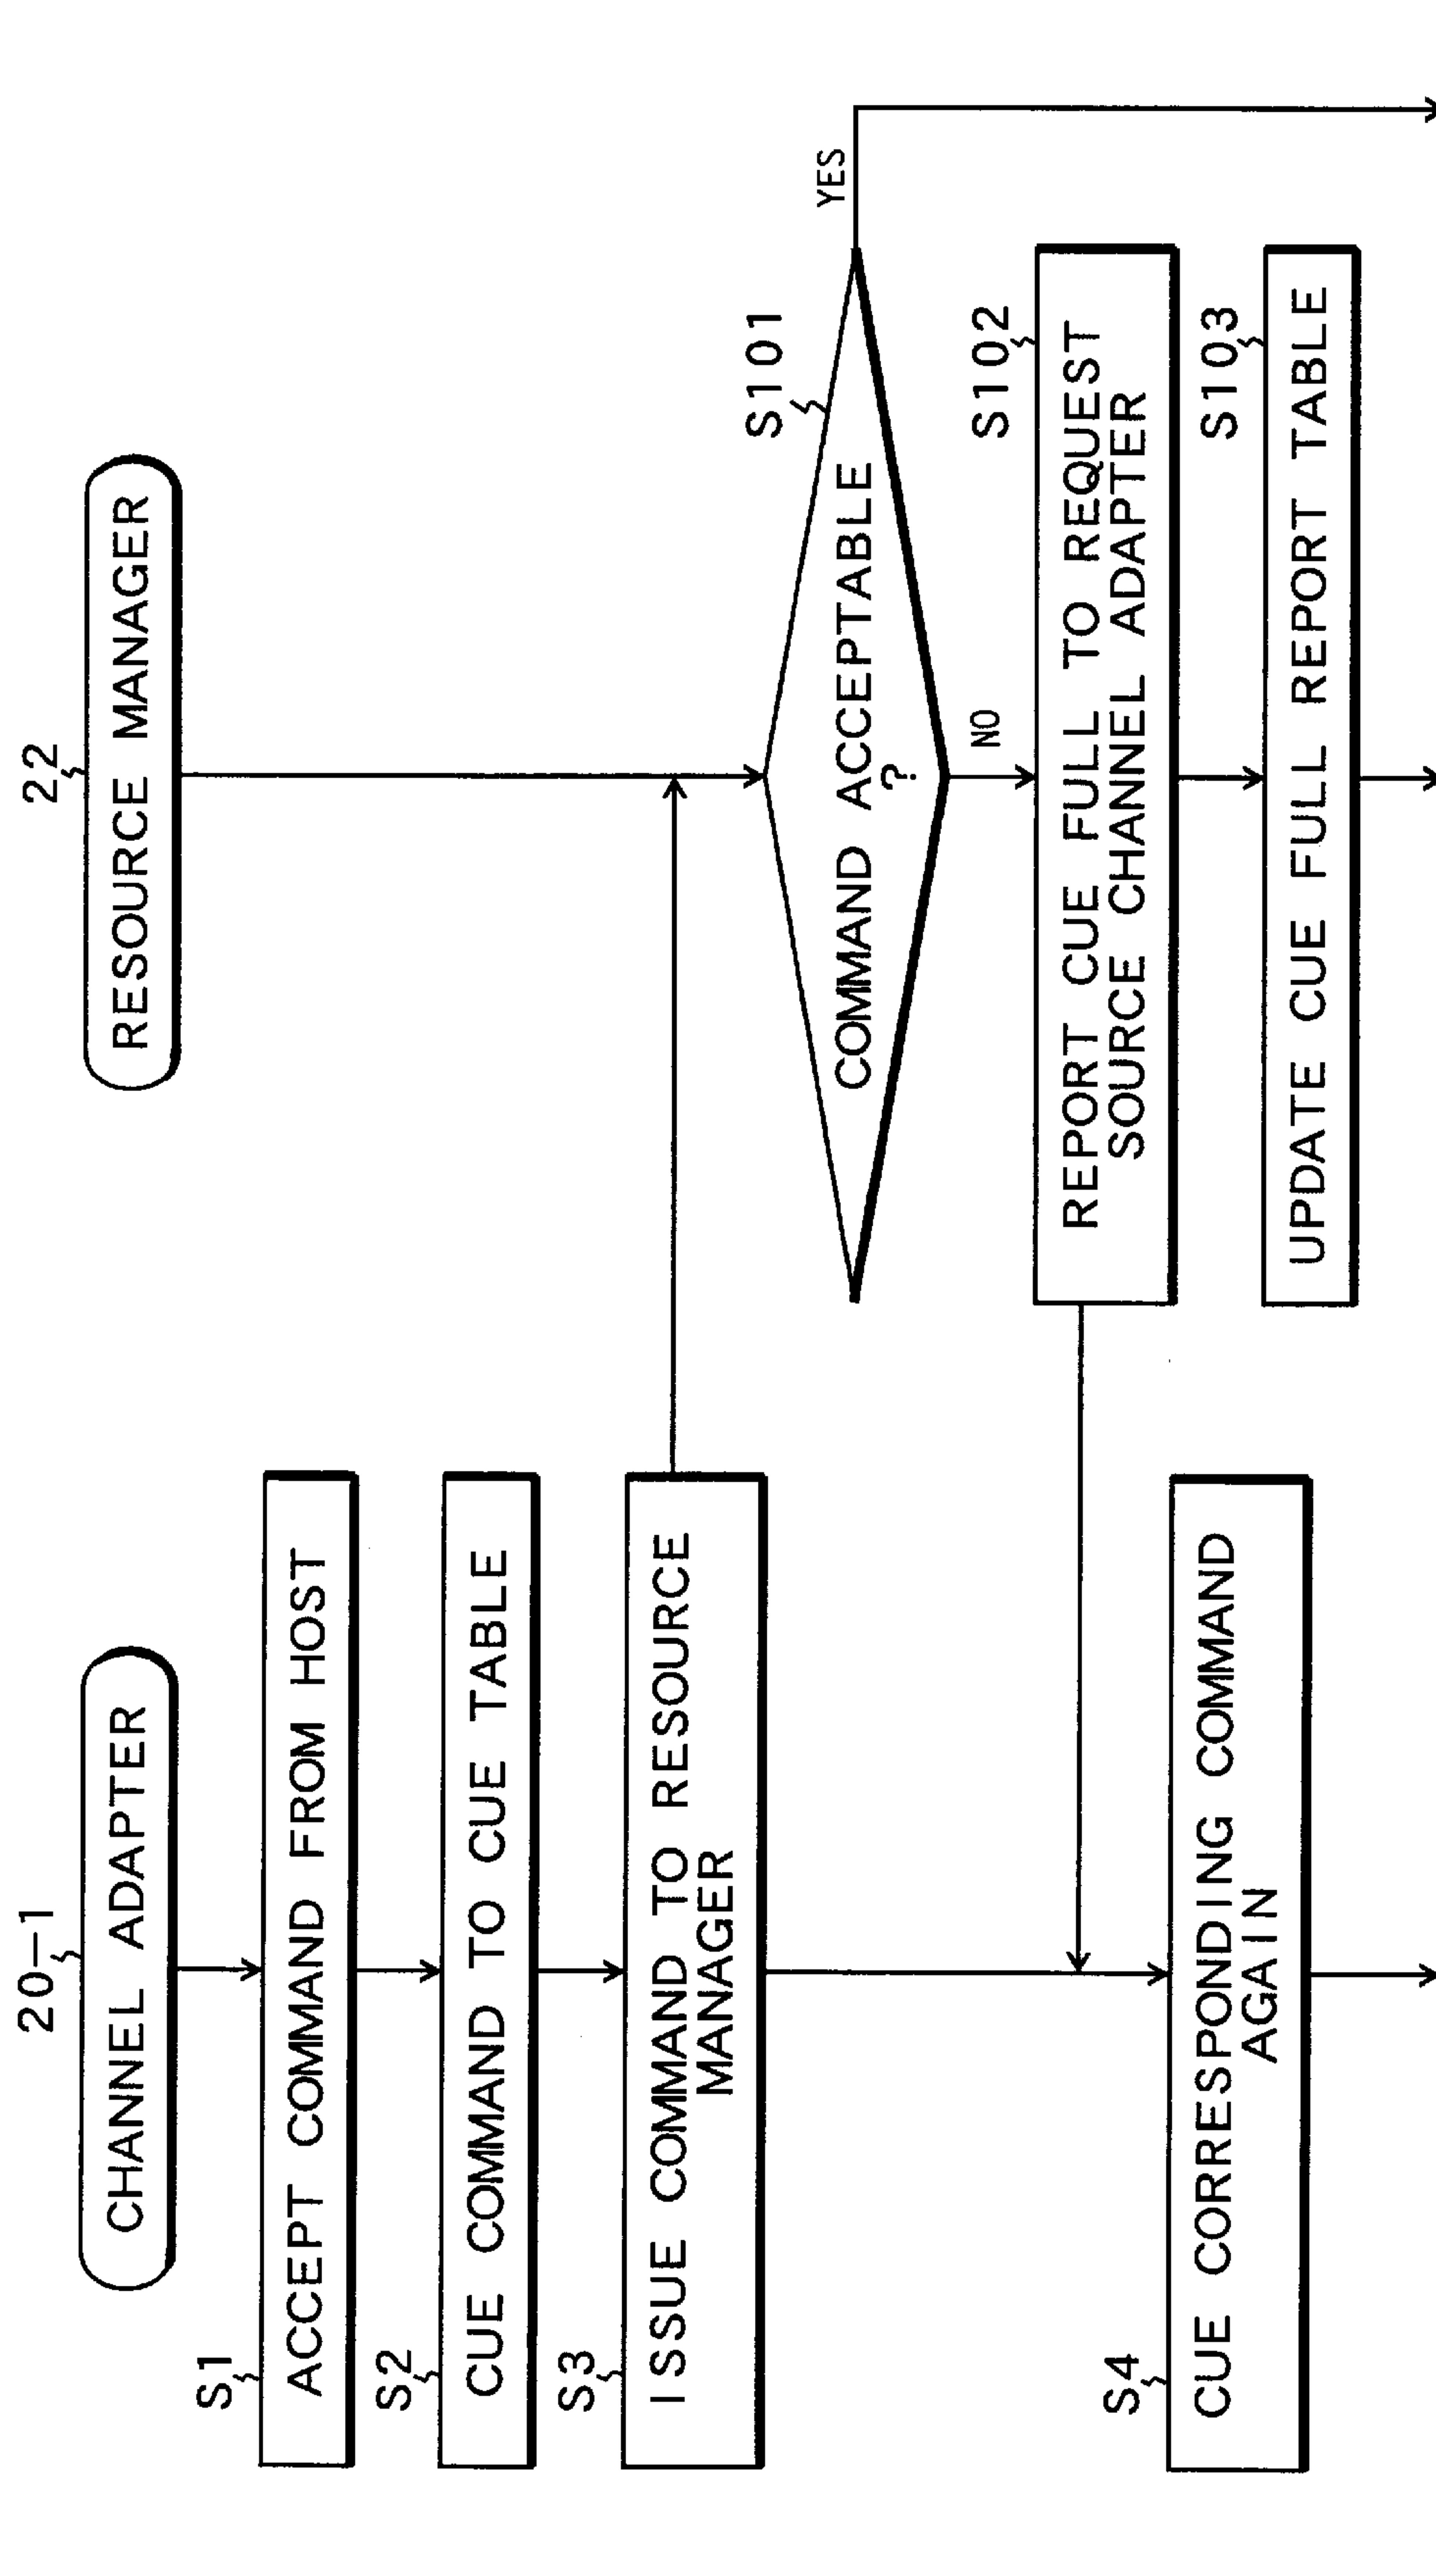 20-1
CHANNEL ADAPTER
S1
ACCEPT COMMAND FROM HOST
S2
CUE COMMAND TO CUE TABLE
S3
ISSUE COMMAND TO RESOURCE
MANAGER
S4
CUE CORRESPONDING COMMAND
AGAIN
22
RESOURCE MANAGER
S101
COMMAND ACCEPTABLE
?
YES
NO
S102
REPORT CUE FULL TO REQUEST
SOURCE CHANNEL ADAPTER
S103
UPDATE CUE FULL REPORT TABLE